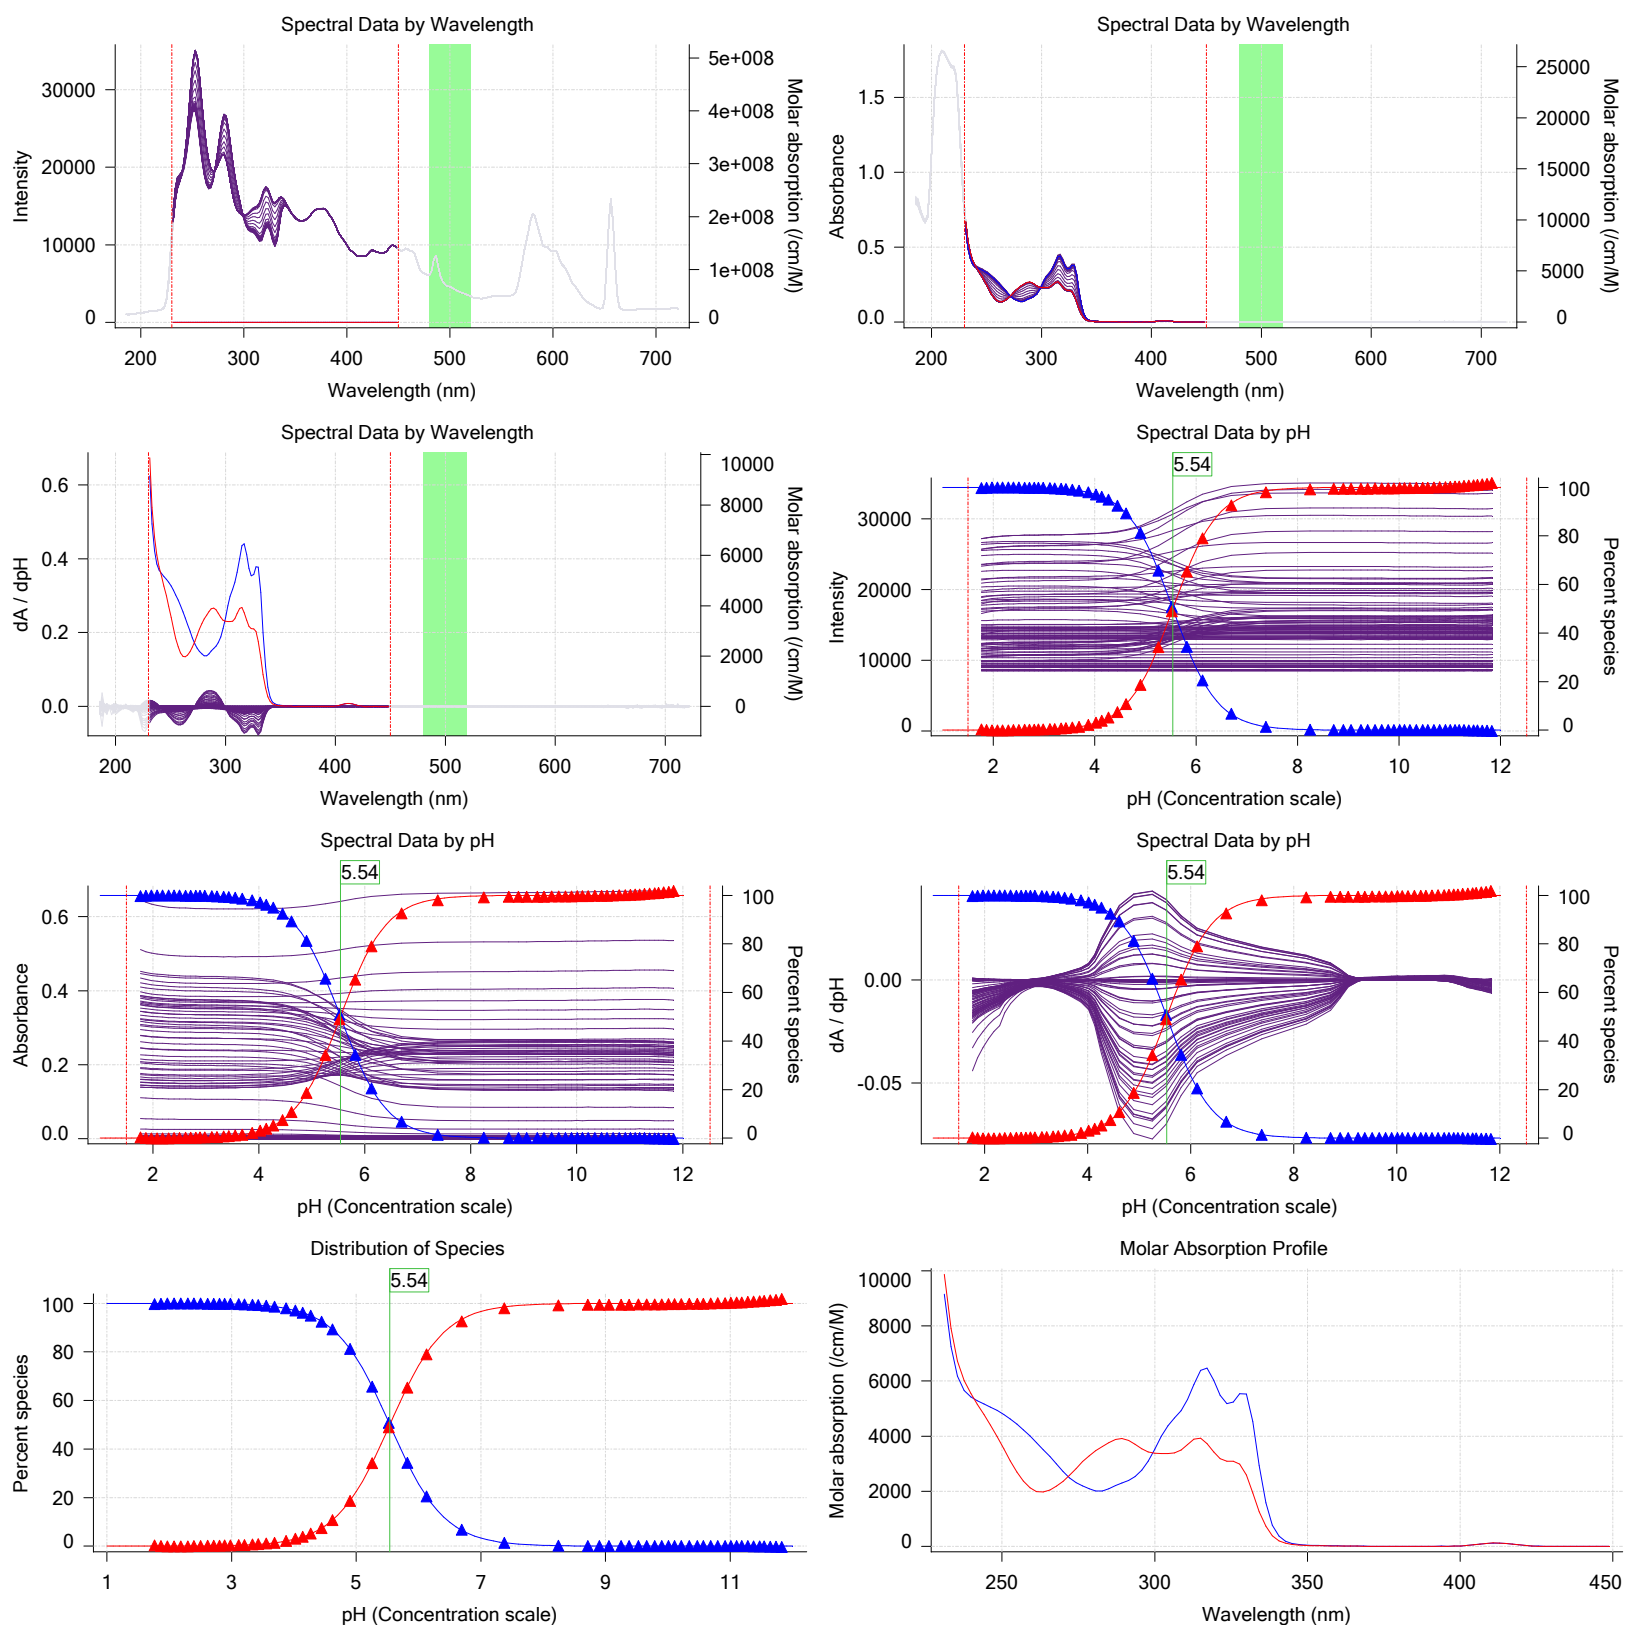 Spectral Data by Wavelength
Intensity
30000
20000
10000
0
5e+008
4e+008
3e+008
2e+008
1e+008
0
Molar absorption (/cm/M)
200 300 400 500 600 700
Wavelength (nm)
Spectral Data by Wavelength
Absorbance
1.5
1.0
0.5
0.0
25000
20000
15000
10000
5000
0
Molar absorption (/cm/M)
200 300 400 500 600 700
Wavelength (nm)
Spectral Data by Wavelength
dA / dpH
0.6
0.4
0.2
0.0
10000
8000
6000
4000
2000
0
Molar absorption (/cm/M)
200 300 400 500 600 700
Wavelength (nm)
Spectral Data by pH
5.54
Intensity
30000
20000
10000
0
100
80
60
40
20
0
Percent species
2 4 6 8 10 12
pH (Concentration scale)
Spectral Data by pH
5.54
Absorbance
0.6
0.4
0.2
0.0
100
80
60
40
20
0
Percent species
2 4 6 8 10 12
pH (Concentration scale)
Spectral Data by pH
5.54
dA / dpH
0.00
-0.05
100
80
60
40
20
0
Percent species
2 4 6 8 10 12
pH (Concentration scale)
Distribution of Species
5.54
Percent species
100
80
60
40
20
0
1 3 5 7 9 11
pH (Concentration scale)
Molar Absorption Profile
Molar absorption (/cm/M)
10000
8000
6000
4000
2000
0
250 300 350 400 450
Wavelength (nm)